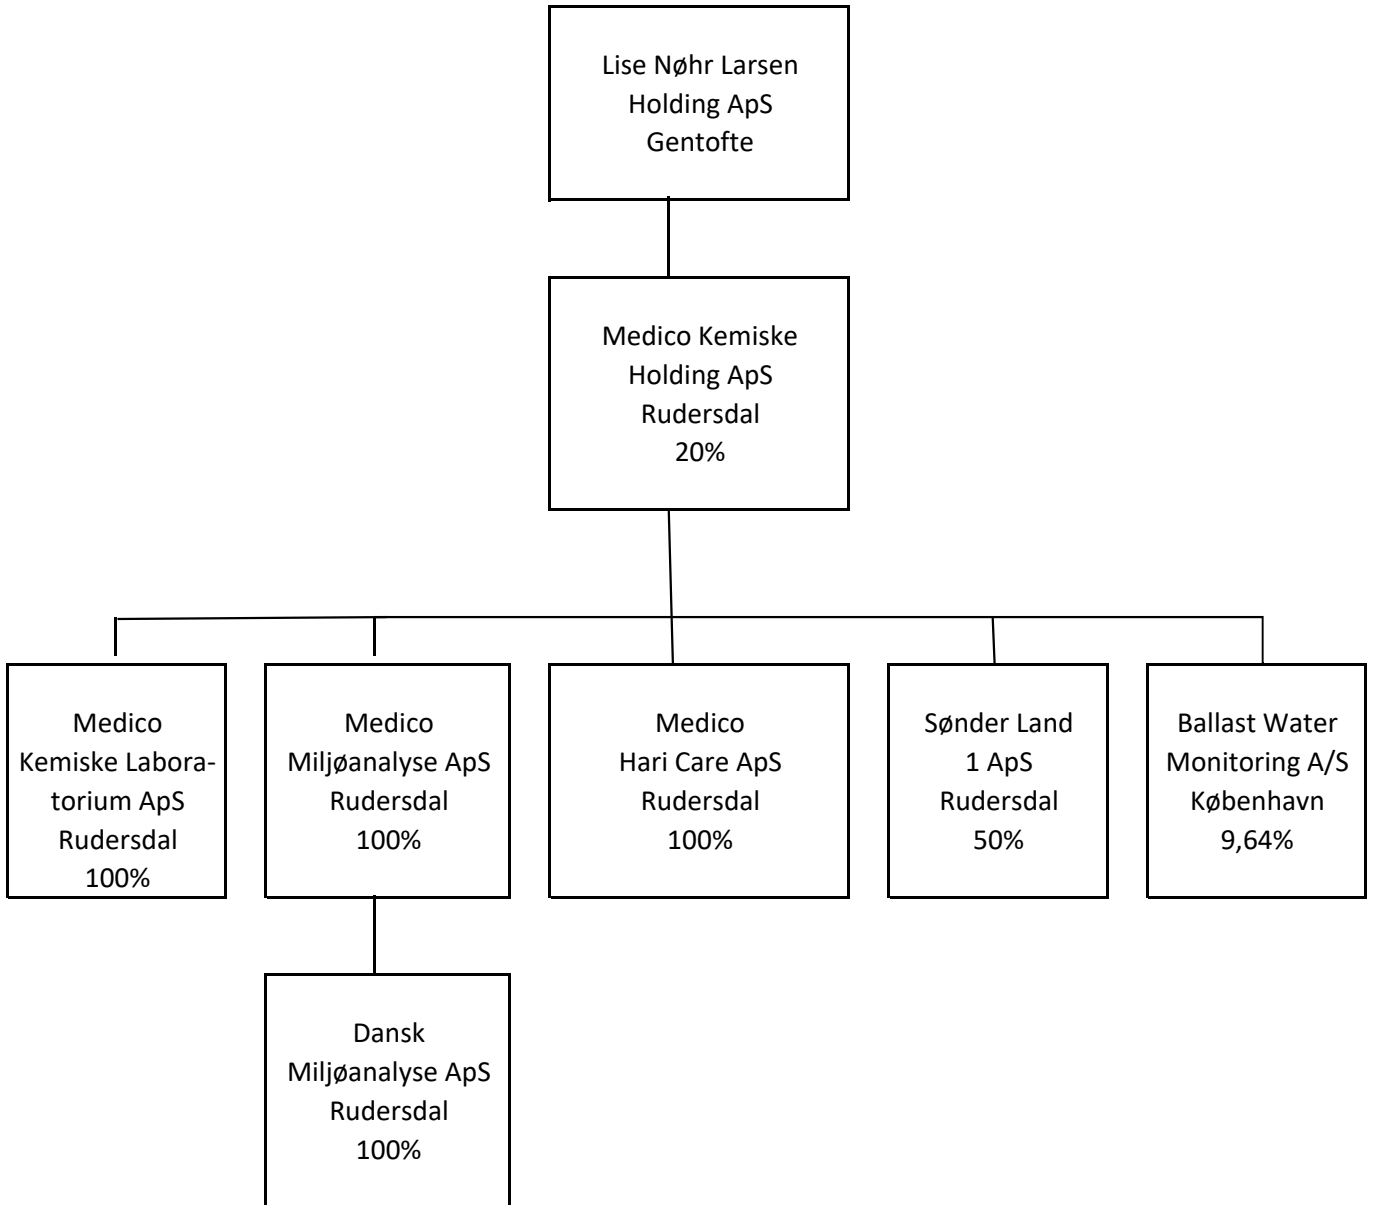 Lise Nøhr Larsen
Holding ApS
Gentofte
Medico Kemiske
Holding ApS
Rudersdal
20%
Medico
Kemiske Labora-
torium ApS
Rudersdal
100%
Medico
Miljøanalyse ApS
Rudersdal
100%
Medico
Hari Care ApS
Rudersdal
100%
Sønder Land
1 ApS
Rudersdal
50%
Ballast Water
Monitoring A/S
København
9,64%
Dansk
Miljøanalyse ApS
Rudersdal
100%